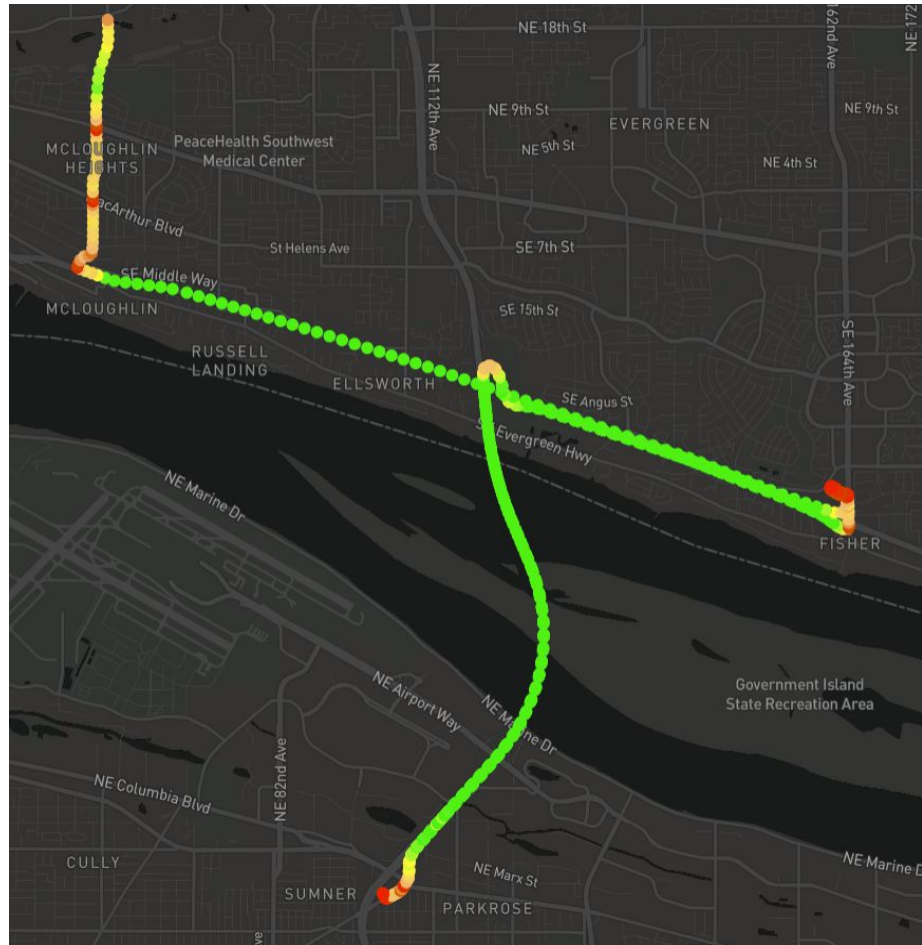 NE 18th St
162nd Ave
NE 172
NE 112th Ave
NE 9th St
NE 9th St
EVERGREEN
PeaceHealth Southwest
Medical Center
NE 5th St
MCLOUGHLIN
HEIGHTS
NE 4th St
acArthur Blvd
St Helens Ave
SE 7th St
SE Middle Way
MCLOUGHLIN
SE 15th St
RUSSELL
LANDING
ELLSWORTH
SE 164th Ave
SE Angus St
Evergreen Hwy
NE Marine Dr
FISHER
Government Island
State Recreation Area
NE Airport Way
NE Marine Dr
NE 82nd Ave
NE Columbia Blvd
CULLY
NE Marx St
NE Marine D
SUMNER
PARKROSE
ve